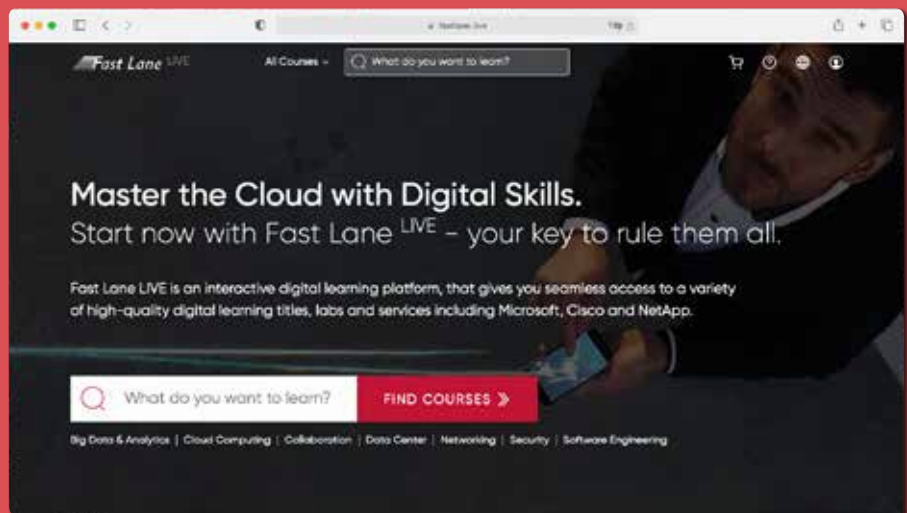 fastlane.live
Fast Lane LIVE
All Courses
What do you want to learn?
Master the Cloud with Digital Skills.
Start now with Fast Lane LIVE – your key to rule them all.
Fast Lane LIVE is an interactive digital learning platform, that gives you seamless access to a variety
of high-quality digital learning titles, labs and services including Microsoft, Cisco and NetApp.
What do you want to learn?
FIND COURSES
Big Data & Analytics | Cloud Computing | Collaboration | Data Center | Networking | Security | Software Engineering